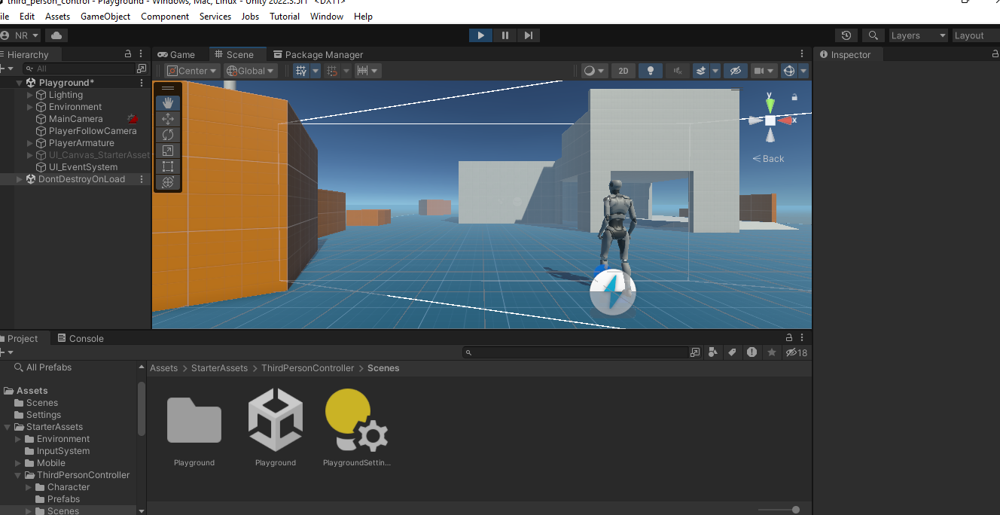 third_person_control - Playground - Windows, Mac, Linux - Unity 2022.3.5f1 <DX11>
ile Edit Assets GameObject Component Services Jobs Tutorial Window Help
NR Layers Layout
Hierarchy Game Scene Package Manager Inspector
All Center Global 2D
Playground*
Lighting
Environment
MainCamera
PlayerFollowCamera
PlayerArmature
UI_Canvas_StarterAsset
UI_EventSystem
DontDestroyOnLoad
y
x
Back
Project Console
18
All Prefabs
Assets > StarterAssets > ThirdPersonController > Scenes
Assets
Scenes
Settings
StarterAssets
Environment
InputSystem
Mobile
ThirdPersonController
Character
Prefabs
Scenes
Playground Playground PlaygroundSettin...